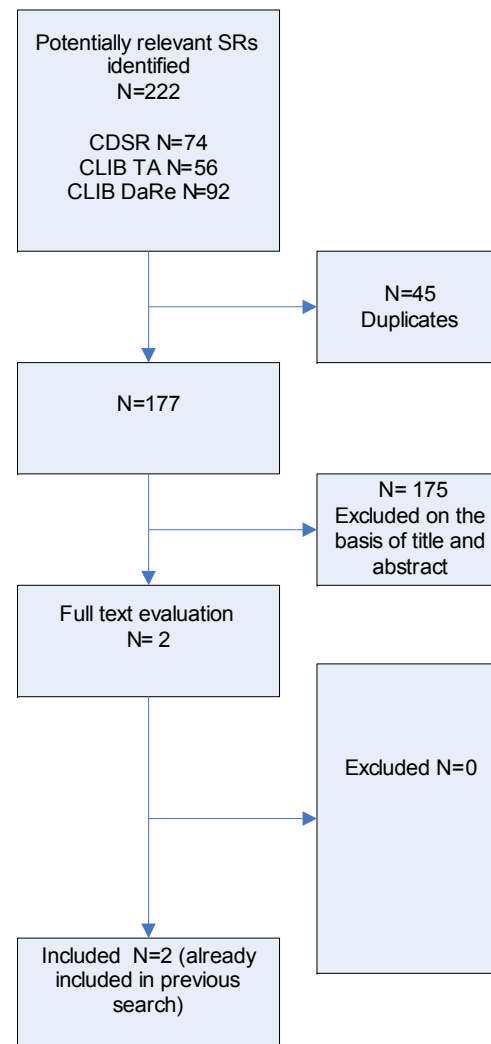 Potentially relevant SRs
identified
N=222
CDSR N=74
CLIB TA N=56
CLIB DaRe N=92
N=45
Duplicates
N=177
N= 175
Excluded on the
basis of title and
abstract
Full text evaluation
N= 2
Excluded N=0
Included  N=2 (already
included in previous
search)